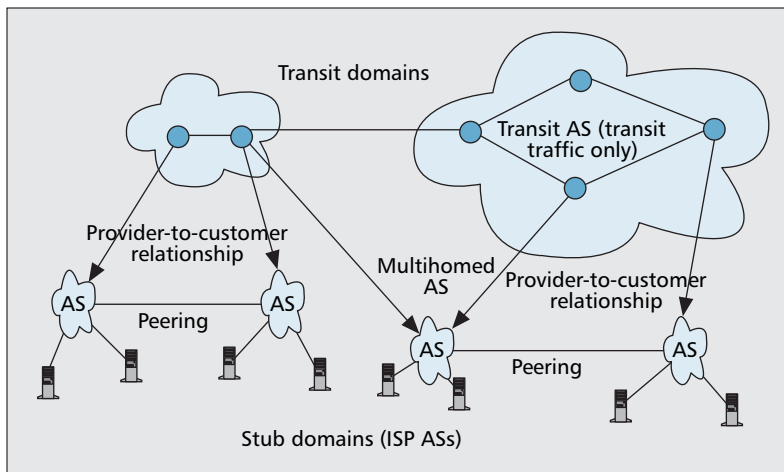 Transit domains
Transit AS (transit
traffic only)
Provider-to-customer
relationship
Multihomed
AS
Provider-to-customer
relationship
AS
Peering
AS
AS
Peering
AS
Stub domains (ISP ASs)